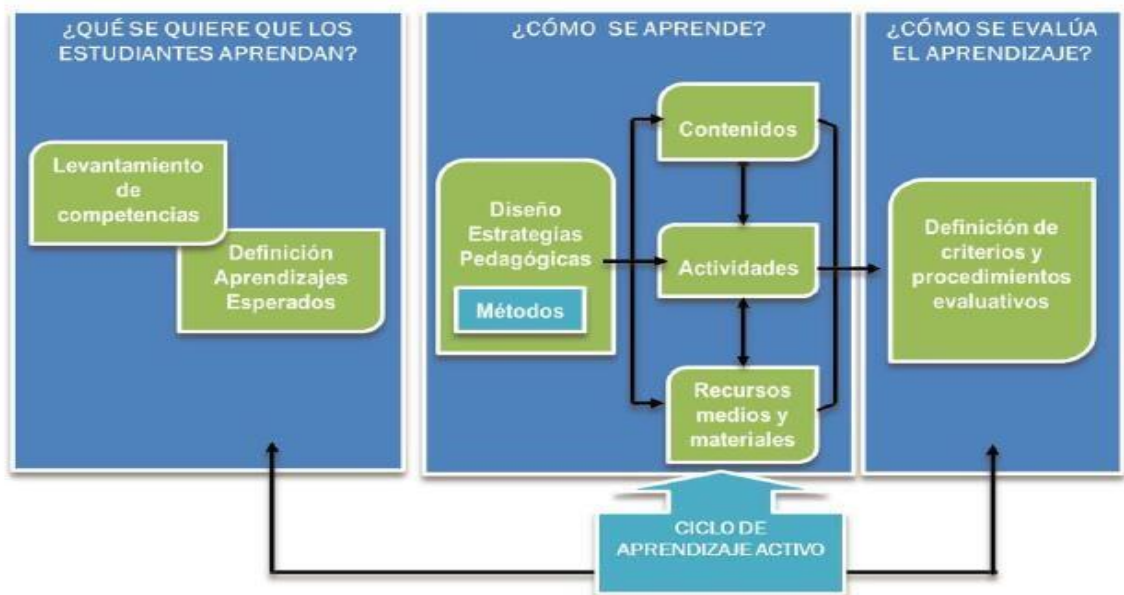 ¿QUÉ SE QUIERE QUE LOS
ESTUDIANTES APRENDAN?
Levantamiento
de
competencias
Definición
Aprendizajes
Esperados
¿CÓMO SE APRENDE?
Diseño
Estrategias
Pedagógicas
Métodos
Contenidos
Actividades
Recursos
medios y
materiales
¿CÓMO SE EVALÚA
EL APRENDIZAJE?
Definición de
criterios y
procedimientos
evaluativos
CICLO DE
APRENDIZAJE ACTIVO